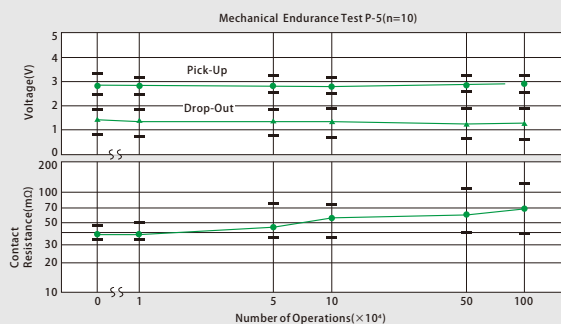 Mechanical Endurance Test P-5(n=10)
Voltage(V)
5
4
3
2
1
0
Pick-Up
Drop-Out
Contact
Resistance(mΩ)
200
100
70
50
30
20
10
0
1
5
10
50
100
Number of Operations(×10⁴)